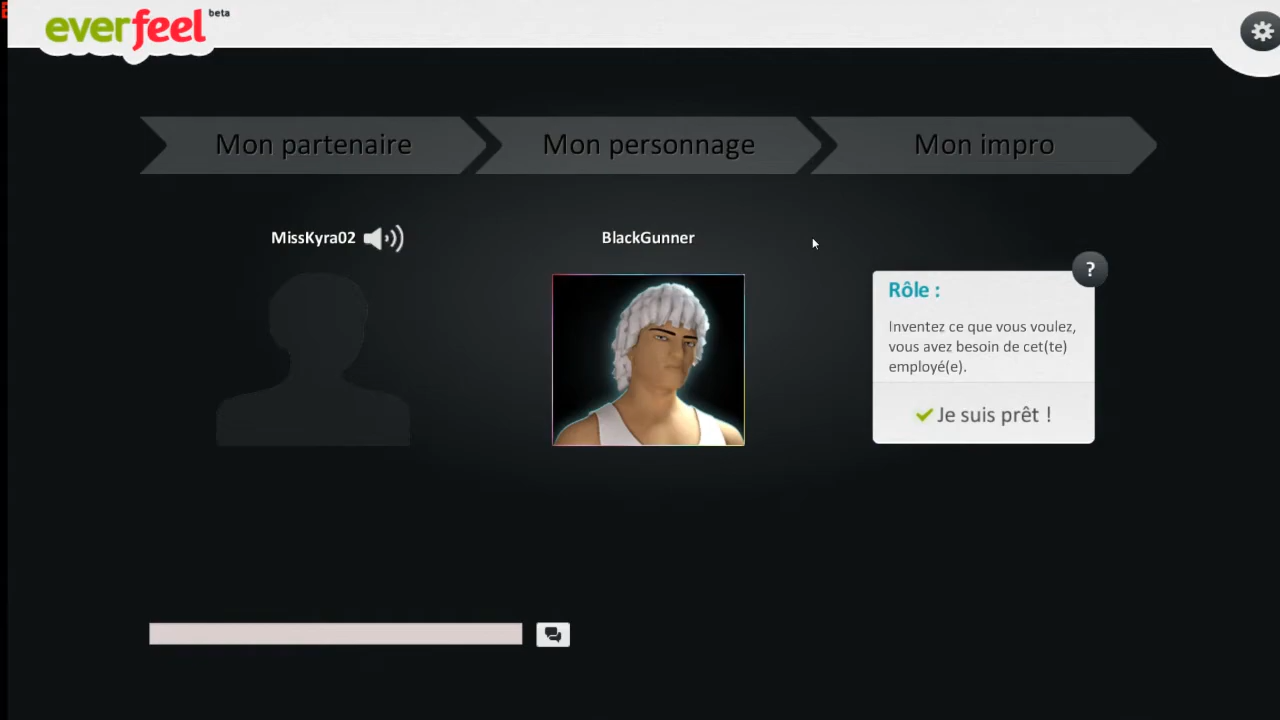 everfeel beta
Mon partenaire
Mon personnage
Mon impro
MissKyra02
BlackGunner
?
Rôle :
Inventez ce que vous voulez,
vous avez besoin de cet(te)
employé(e).
Je suis prêt !